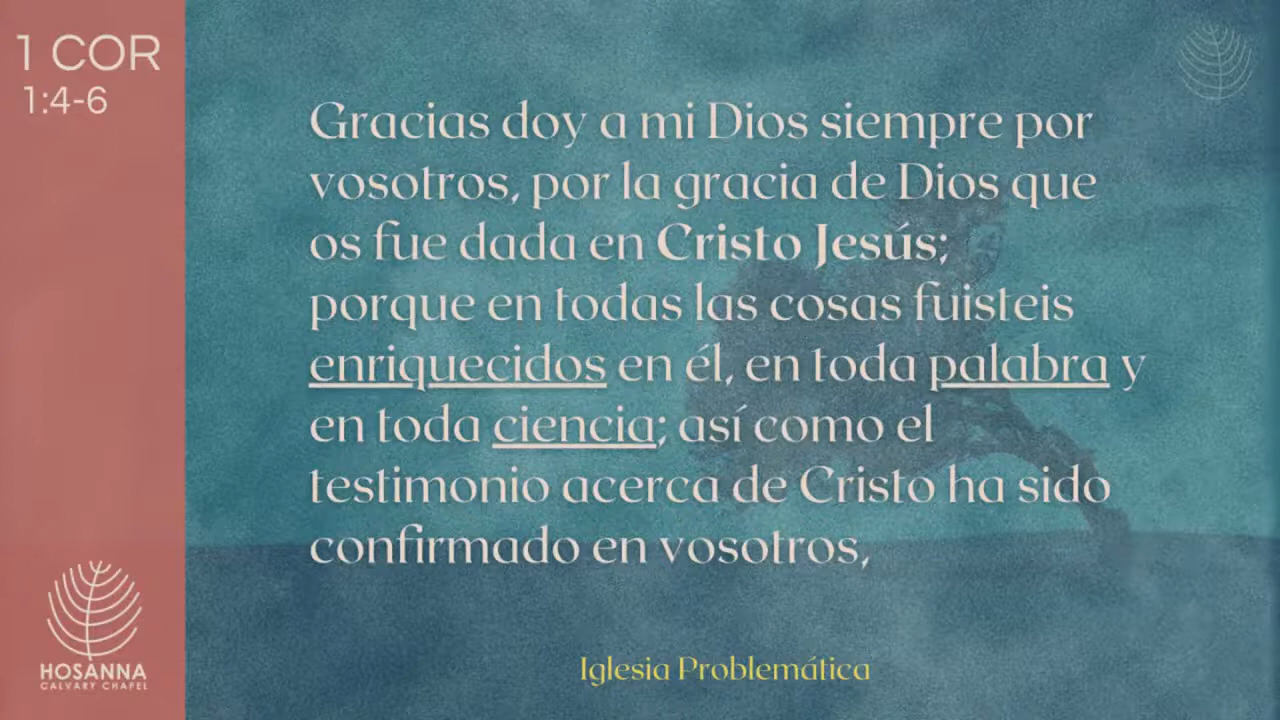 1 COR
1:4-6
Gracias doy a mi Dios siempre por
vosotros, por la gracia de Dios que
os fue dada en Cristo Jesús;
porque en todas las cosas fuisteis
enriquecidos en él, en toda palabra y
en toda ciencia; así como el
testimonio acerca de Cristo ha sido
confirmado en vosotros,
HOSANNA
CALVARY CHAPEL
Iglesia Problemática